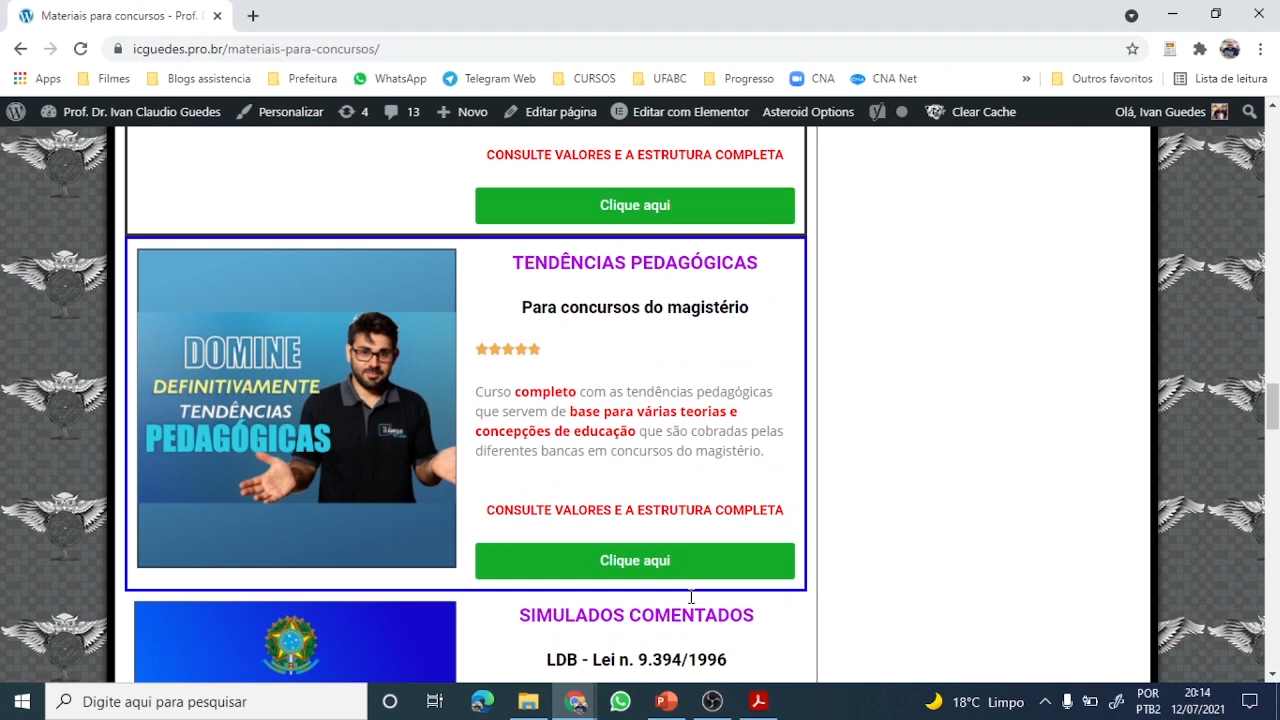 Materiais para concursos - Prof. D
icguedes.pro.br/materiais-para-concursos/
Apps
Filmes
Blogs assistencia
Prefeitura
WhatsApp
Telegram Web
CURSOS
UFABC
Progresso
CNA
CNA Net
»
Outros favoritos
Lista de leitura
Prof. Dr. Ivan Claudio Guedes
Personalizar
4
13
Novo
Editar página
Editar com Elementor
Asteroid Options
Clear Cache
Olá, Ivan Guedes
CONSULTE VALORES E A ESTRUTURA COMPLETA
Clique aqui
DOMINE
DEFINITIVAMENTE
TENDÊNCIAS
PEDAGÓGICAS
TENDÊNCIAS PEDAGÓGICAS
Para concursos do magistério
Curso completo com as tendências pedagógicas
que servem de base para várias teorias e
concepções de educação que são cobradas pelas
diferentes bancas em concursos do magistério.
CONSULTE VALORES E A ESTRUTURA COMPLETA
Clique aqui
SIMULADOS COMENTADOS
LDB - Lei n. 9.394/1996
Digite aqui para pesquisar
18°C Limpo
POR
PTB2
20:14
12/07/2021